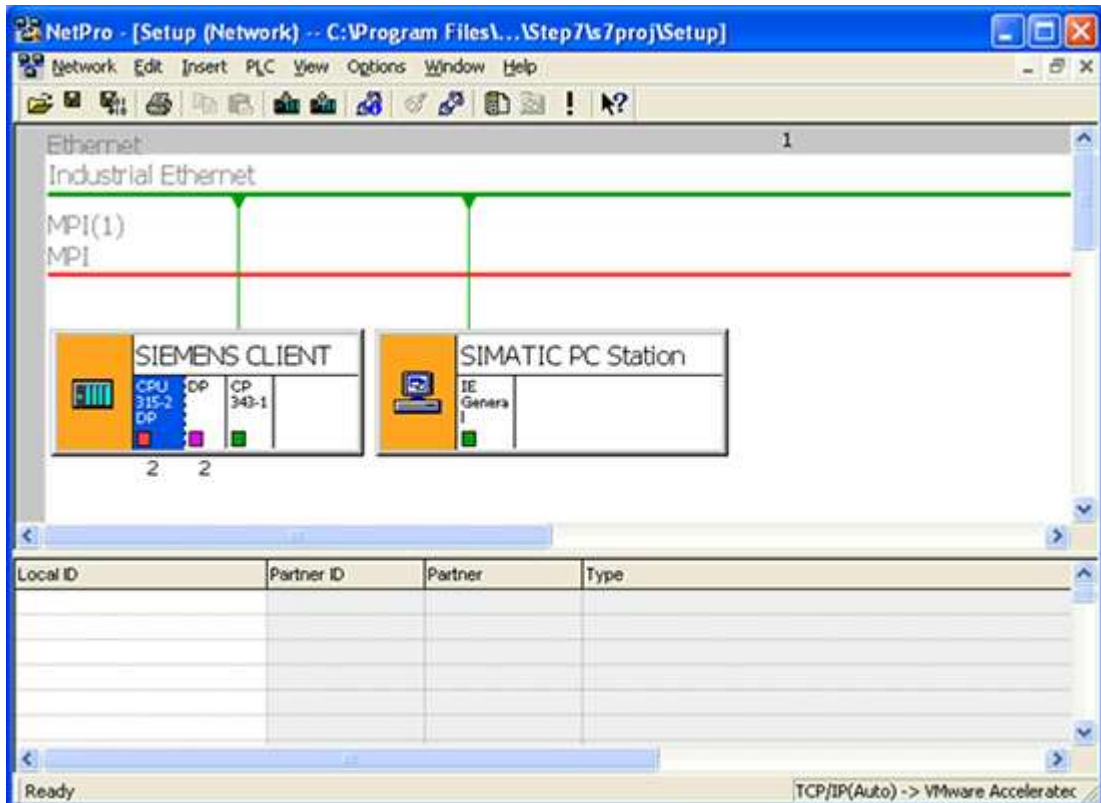 NetPro - [Setup (Network) -- C:\Program Files\...\Step7\s7proj\Setup]
Network Edit Insert PLC View Options Window Help
1
Ethernet
Industrial Ethernet
MPI(1)
MPI
SIEMENS CLIENT
CPU
315-2
DP
DP
CP
343-1
2 2
SIMATIC PC Station
IE
Genera
l
Local ID Partner ID Partner Type
Ready TCP/IP(Auto) -> VMware Acceleratec